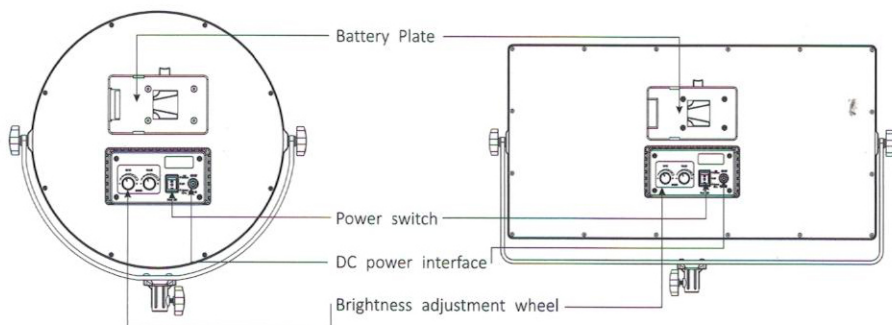 Battery Plate
Power switch
DC power interface
Brightness adjustment wheel